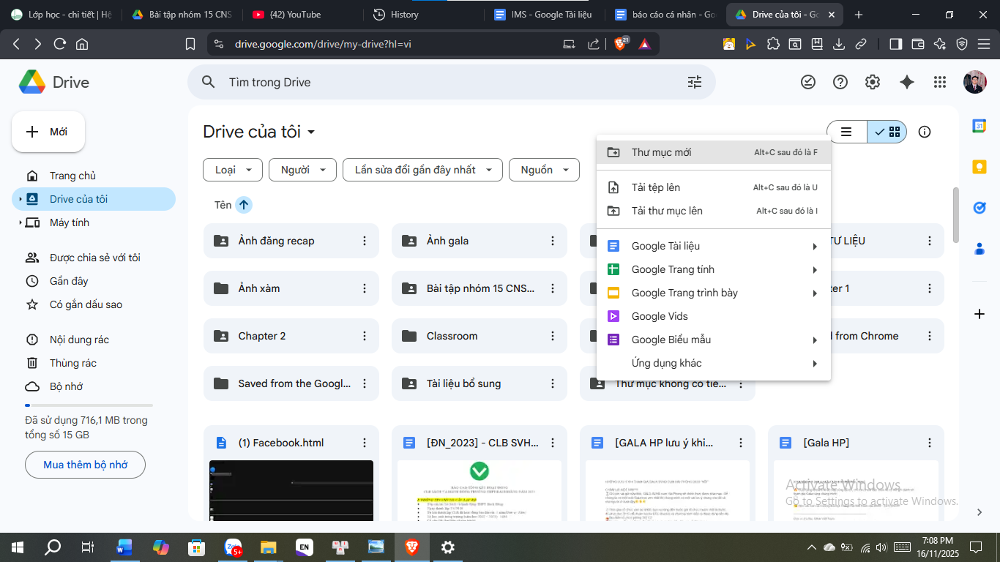 Lớp học - chi tiết | Hệ
Bài tập nhóm 15 CNS
(42) YouTube
History
IMS - Google Tài liệu
báo cáo cá nhân - Go
Drive của tôi - Go
drive.google.com/drive/my-drive?hl=vi
21
Drive
Tìm trong Drive
Mới
Trang chủ
Drive của tôi
Máy tính
Được chia sẻ với tôi
Gần đây
Có gắn dấu sao
Nội dung rác
Thùng rác
Bộ nhớ
Đã sử dụng 716,1 MB trong
tổng số 15 GB
Mua thêm bộ nhớ
Drive của tôi
Loại
Người
Lần sửa đổi gần đây nhất
Nguồn
Tên
Thư mục mới Alt+C sau đó là F
Tải tệp lên Alt+C sau đó là U
Tải thư mục lên Alt+C sau đó là I
Google Tài liệu
Google Trang tính
Google Trang trình bày
Google Vids
Google Biểu mẫu
Ứng dụng khác
Ảnh đăng recap
Ảnh gala
TƯ LIỆU
Ảnh xàm
Bài tập nhóm 15 CNS...
ter 1
Chapter 2
Classroom
d from Chrome
Saved from the Googl...
Tài liệu bổ sung
Thư mục không có tiê...
(1) Facebook.html
[ĐN_2023] - CLB SVH...
[GALA HP lưu ý khi...
[Gala HP]
31
Activate Windows
Go to Settings to activate Windows.
W
Zalo
5+
EN
7:08 PM
16/11/2025